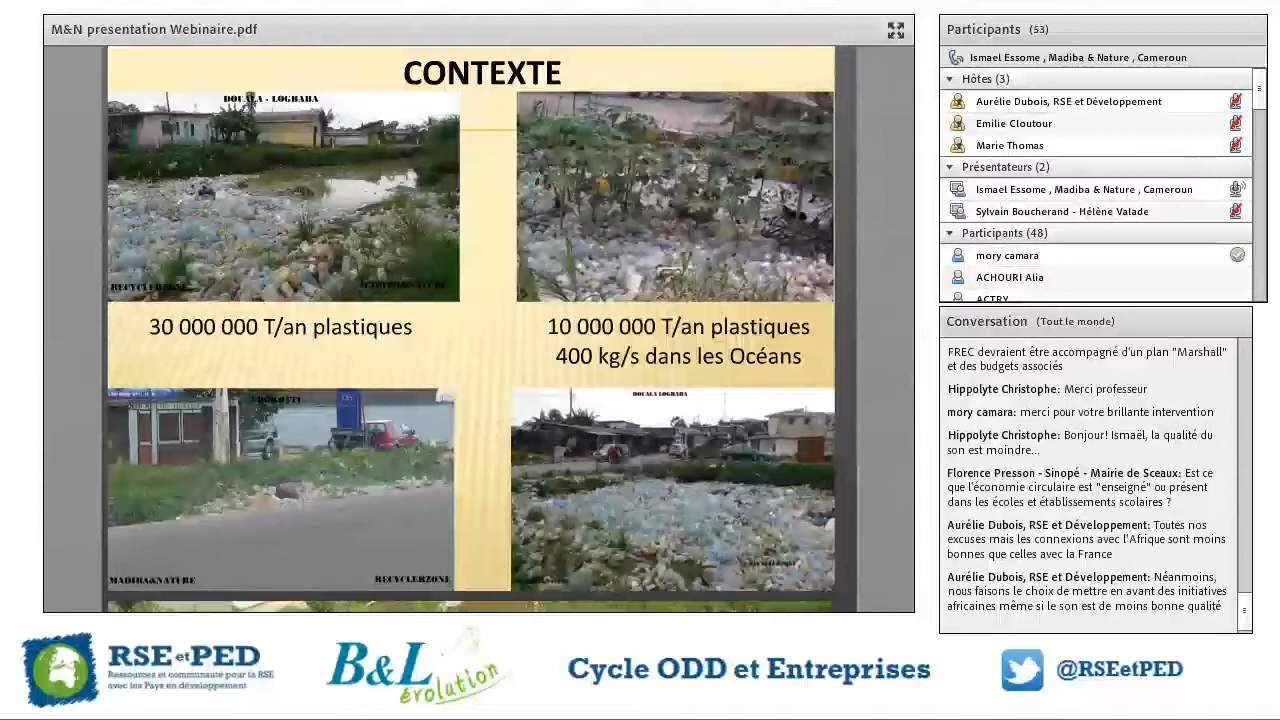 M&N presentation Webinaire.pdf
CONTEXTE
DOUALA - LOGBABA
30 000 000 T/an plastiques
10 000 000 T/an plastiques
400 kg/s dans les Océans
DOUALA LOGBABA
MADIBA&NATURE
RECYCLERZONE
Participants (53)
Ismael Essome , Madiba & Nature , Cameroun
Hôtes (3)
Aurélie Dubois, RSE et Développement
Emilie Cloutour
Marie Thomas
Présentateurs (2)
Ismael Essome , Madiba & Nature , Cameroun
Sylvain Boucherand - Hélène Valade
Participants (48)
mory camara
ACHOURI Alia
ACTRY
Conversation (Tout le monde)
FREC devraient être accompagné d'un plan "Marshall"
et des budgets associés
Hippolyte Christophe: Merci Professeur
mory camara: merci pour votre brillante intervention
Hippolyte Christophe: Bonjour! Ismaël, la qualité du
son est moindre...
Florence Presson - Sinopé - Mairie de Sceaux: Est ce
que l'économie circulaire est "enseigné" ou présent
dans les écoles et établissements scolaires ?
Aurélie Dubois, RSE et Développement: Toutes nos
excuses mais les connexions avec l'Afrique sont moins
bonnes que celles avec la France
Aurélie Dubois, RSE et Développement: Néanmoins,
nous faisons le choix de mettre en avant des initiatives
africaines même si le son est de moins bonne qualité
RSE et PED
Ressources et communauté pour la RSE
avec les Pays en développement
B&L
évolution
Cycle ODD et Entreprises
@RSEetPED